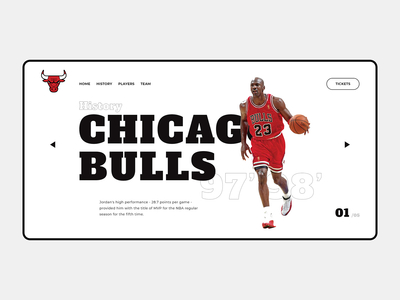 HOME HISTORY PLAYERS TEAM
TICKETS
History
CHICAG
BULLS
BULLS
23
97' 98'
Jordan's high performance - 28.7 points per game -
provided him with the title of MVP for the NBA regular
season for the fifth time.
01